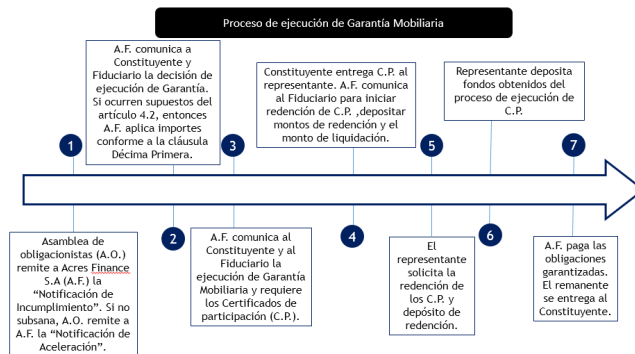 Proceso de ejecución de Garantía Mobiliaria
A.F. comunica a
Constituyente y
Fiduciario la decisión de
ejecución de Garantía.
Si ocurren supuestos del
artículo 4.2, entonces
A.F. aplica importes
conforme a la cláusula
Décima Primera.
Constituyente entrega C.P. al
representante. A.F. comunica
al Fiduciario para iniciar
redención de C.P. ,depositar
montos de redención y el
monto de liquidación.
Representante deposita
fondos obtenidos del
proceso de ejecución de
C.P.
1
3
5
7
2
4
6
Asamblea de
obligacionistas (A.O.)
remite a Acres Finance
S.A (A.F.) la
“Notificación de
Incumplimiento”. Si no
subsana, A.O. remite a
A.F. la “Notificación de
Aceleración”.
A.F. comunica al
Constituyente y al
Fiduciario la ejecución
de Garantía Mobiliaria y
requiere los
Certificados de
participación (C.P.).
El
representante
solicita la
redención de
los C.P. y
depósito de
redención.
A.F. paga las
obligaciones
garantizadas.
El remanente
se entrega al
Constituyente.